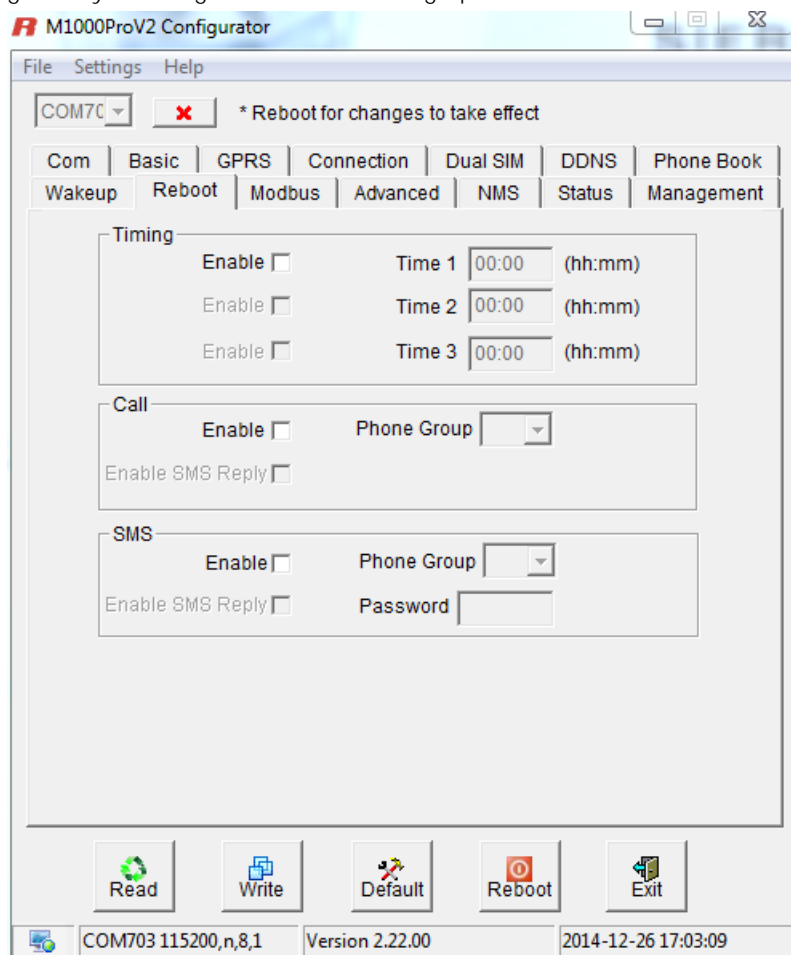 M1000ProV2 Configurator
File Settings Help
COM70 * Reboot for changes to take effect
Com Basic GPRS Connection Dual SIM DDNS Phone Book
Wakeup Reboot Modbus Advanced NMS Status Management
Timing
Enable Time 1 00:00 (hh:mm)
Enable Time 2 00:00 (hh:mm)
Enable Time 3 00:00 (hh:mm)
Call
Enable Phone Group
Enable SMS Reply
SMS
Enable Phone Group
Enable SMS Reply Password
Read Write Default Reboot Exit
COM703 115200,n,8,1 Version 2.22.00 2014-12-26 17:03:09